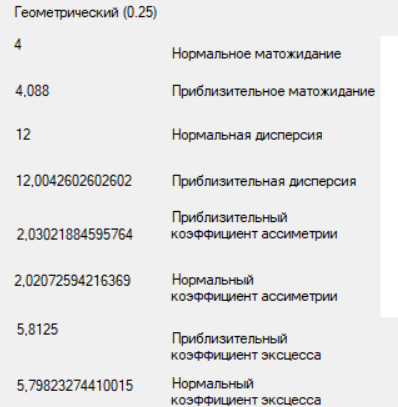 Геометрический (0.25)
4
Нормальное матожидание
4,088
Приблизительное матожидание
12
Нормальная дисперсия
12,0042602602602
Приблизительная дисперсия
2,03021884595764
Приблизительный
коэффициент ассиметрии
2,02072594216369
Нормальный
коэффициент ассиметрии
5,8125
Приблизительный
коэффициент эксцесса
5,79823274410015
Нормальный
коэффициент эксцесса